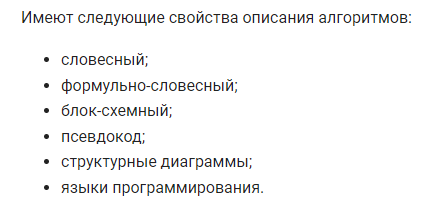 Имеют следующие свойства описания алгоритмов:
• словесный;
• формульно-словесный;
• блок-схемный;
• псевдокод;
• структурные диаграммы;
• языки программирования.